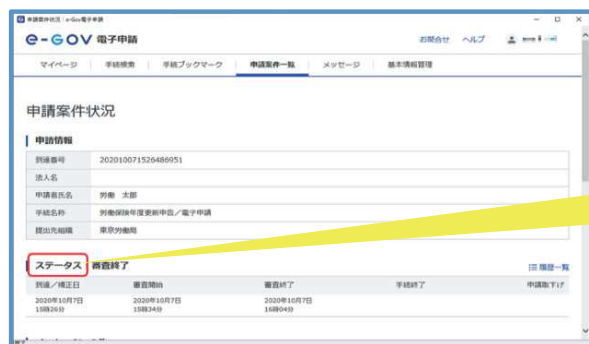 申請案件状況 | e-Gov電子申請
e-GOV 電子申請
お問合せ ヘルプ
マイページ 手続検索 手続ブックマーク 申請案件一覧 メッセージ 基本情報管理
申請案件状況
申請情報
到達番号 202010071526486951
法人名
申請者氏名 労働 太郎
手続名称 労働保険年度更新申告/電子申請
提出先組織 東京労働局
ステータス 審査終了 履歴一覧
到達/補正日 審査開始 審査終了 手続終了 申請取下げ
2020年10月7日 2020年10月7日 2020年10月7日
15時26分 15時34分 16時04分